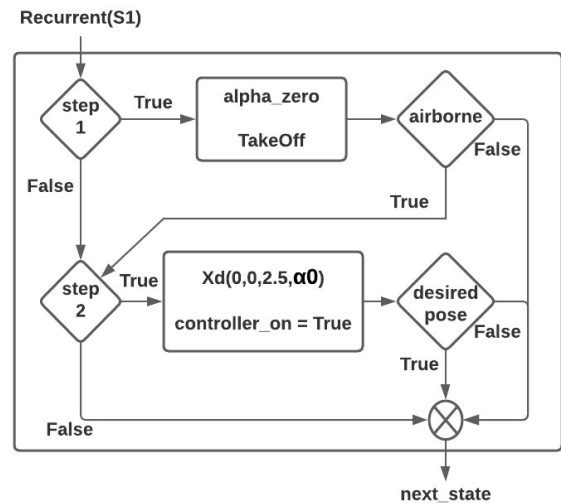 Recurrent(S1)
step
1
True
alpha_zero
TakeOff
airborne
False
False
True
step
2
True
Xd(0,0,2.5,α0)
controller_on = True
desired
pose
False
True
False
next_state